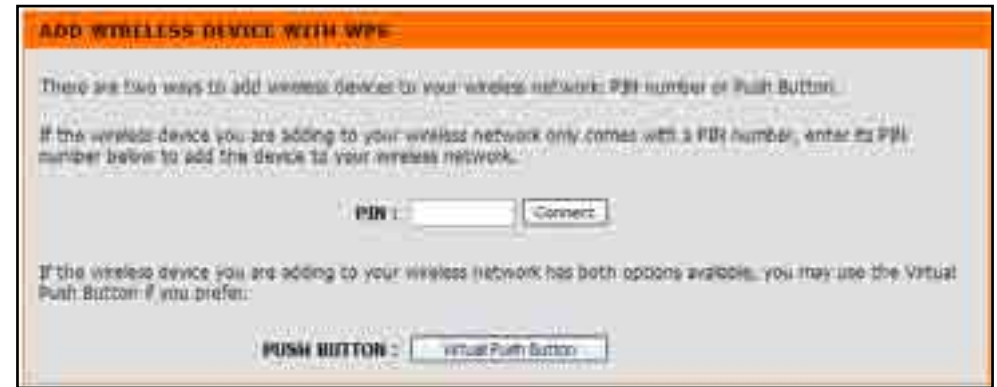 ADD WIRELESS DEVICE WITH WPS
There are two ways to add wireless devices to your wireless network: PIN number or Push Button.
If the wireless device you are adding to your wireless network only comes with a PIN number, enter its PIN
number below to add the device to your wireless network.
PIN : Connect
If the wireless device you are adding to your wireless network has both options available, you may use the Virtual
Push Button if you prefer.
PUSH BUTTON : Virtual Push Button